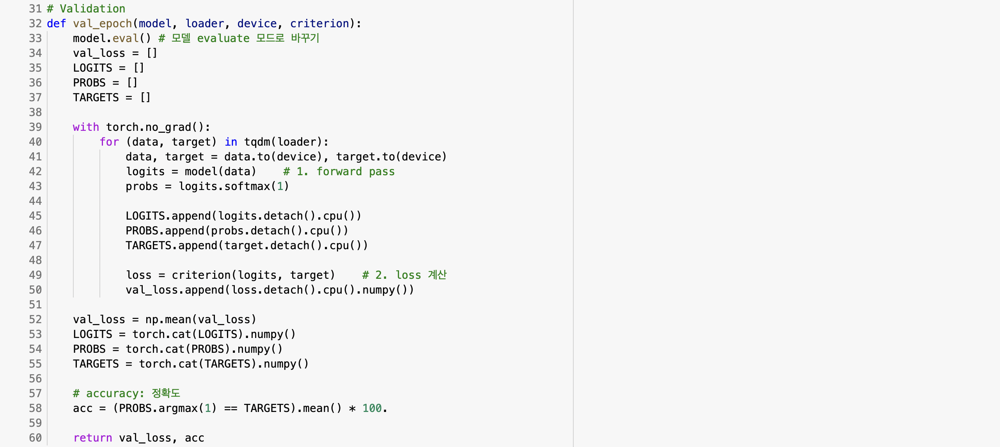 31 # Validation
32 def val_epoch(model, loader, device, criterion):
33     model.eval() # 모델 evaluate 모드로 바꾸기
34     val_loss = []
35     LOGITS = []
36     PROBS = []
37     TARGETS = []
38
39     with torch.no_grad():
40         for (data, target) in tqdm(loader):
41             data, target = data.to(device), target.to(device)
42             logits = model(data)    # 1. forward pass
43             probs = logits.softmax(1)
44
45             LOGITS.append(logits.detach().cpu())
46             PROBS.append(probs.detach().cpu())
47             TARGETS.append(target.detach().cpu())
48
49             loss = criterion(logits, target)    # 2. loss 계산
50             val_loss.append(loss.detach().cpu().numpy())
51
52     val_loss = np.mean(val_loss)
53     LOGITS = torch.cat(LOGITS).numpy()
54     PROBS = torch.cat(PROBS).numpy()
55     TARGETS = torch.cat(TARGETS).numpy()
56
57     # accuracy: 정확도
58     acc = (PROBS.argmax(1) == TARGETS).mean() * 100.
59
60     return val_loss, acc